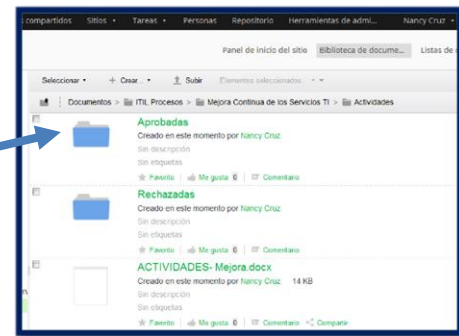 compartidos Sitios Tareas Personas Repositorio Herramientas de admi... Nancy Cruz
Panel de inicio del sitio Biblioteca de docume... Listas de
Seleccionar + Crear... Subir Elementos seleccionados...
Documentos > ITIL Procesos > Mejora Continua de los Servicios TI > Actividades
Aprobadas
Creado en este momento por Nancy Cruz
Sin descripción
Sin etiquetas
Favorito Me gusta 0 Comentario
Rechazadas
Creado en este momento por Nancy Cruz
Sin descripción
Sin etiquetas
Favorito Me gusta 0 Comentario
ACTIVIDADES- Mejora.docx
Creado en este momento por Nancy Cruz 14 KB
Sin descripción
Sin etiquetas
Favorito Me gusta 0 Comentario Compartir